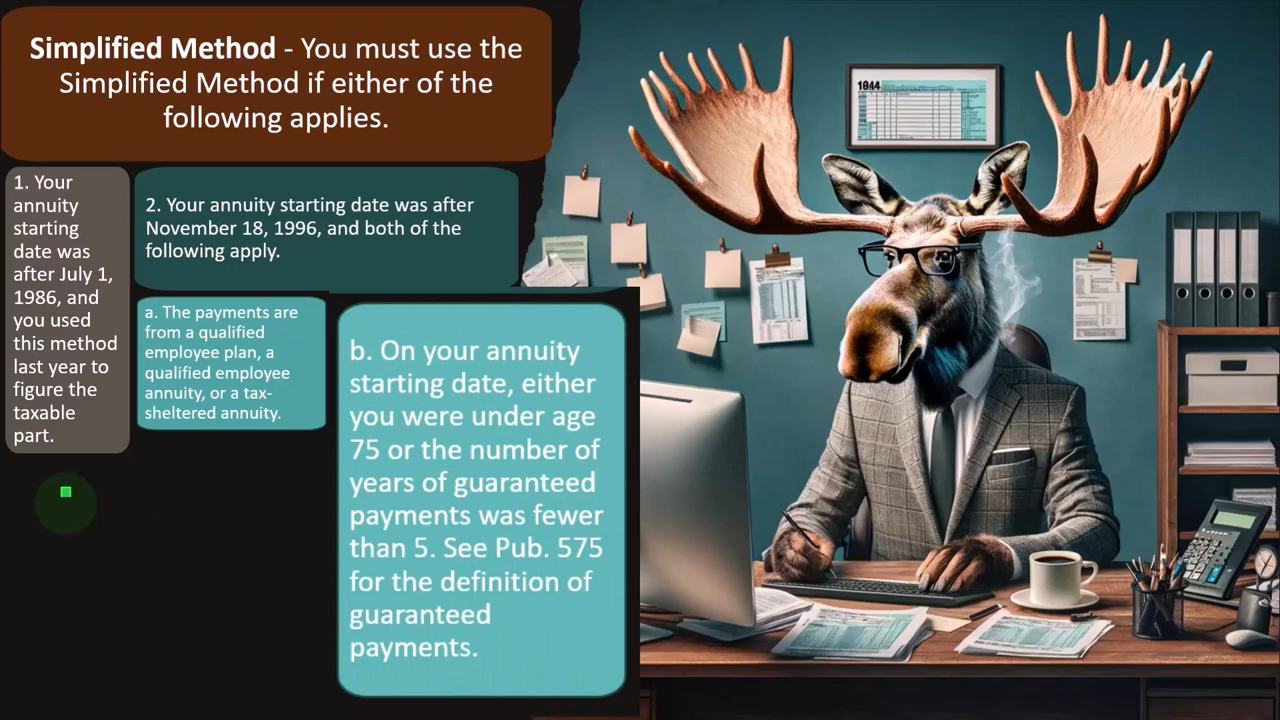 Simplified Method - You must use the
Simplified Method if either of the
following applies.
1. Your
annuity
starting
date was
after July 1,
1986, and
you used
this method
last year to
figure the
taxable
part.
2. Your annuity starting date was after
November 18, 1996, and both of the
following apply.
a. The payments are
from a qualified
employee plan, a
qualified employee
annuity, or a tax-
sheltered annuity.
b. On your annuity
starting date, either
you were under age
75 or the number of
years of guaranteed
payments was fewer
than 5. See Pub. 575
for the definition of
guaranteed
payments.
1044